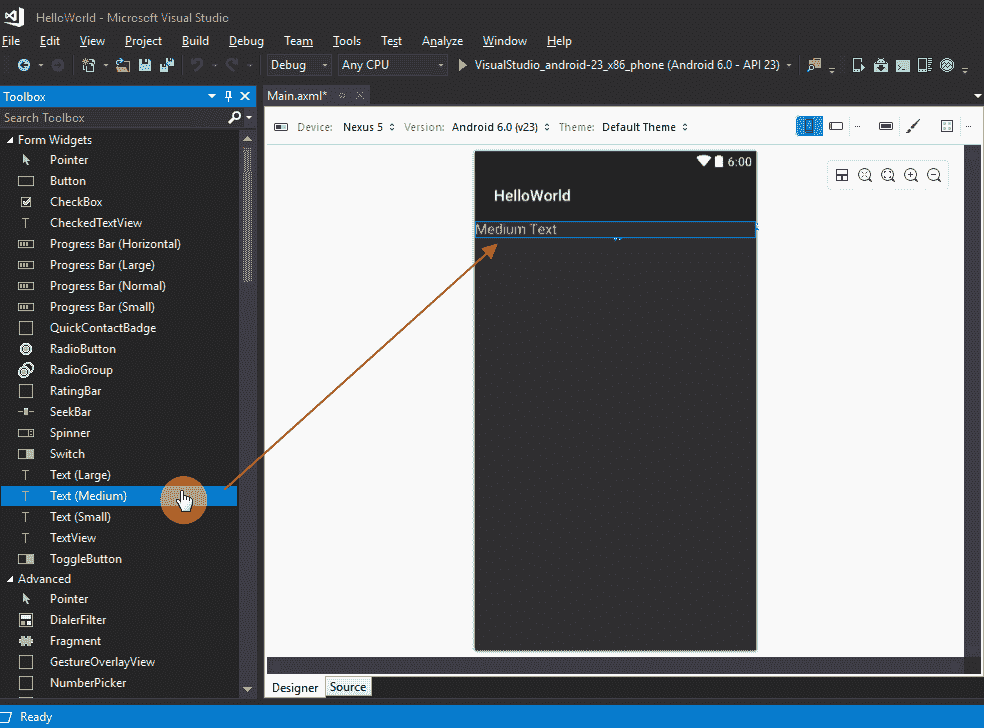 HelloWorld - Microsoft Visual Studio
File Edit View Project Build Debug Team Tools Test Analyze Window Help
Debug Any CPU VisualStudio_android-23_x86_phone (Android 6.0 - API 23)
Toolbox
Main.axml*
Search Toolbox
Device: Nexus 5 Version: Android 6.0 (v23) Theme: Default Theme
Form Widgets
Pointer
Button
CheckBox
CheckedTextView
Progress Bar (Horizontal)
Progress Bar (Large)
Progress Bar (Normal)
Progress Bar (Small)
QuickContactBadge
RadioButton
RadioGroup
RatingBar
SeekBar
Spinner
Switch
Text (Large)
Text (Medium)
Text (Small)
TextView
ToggleButton
Advanced
Pointer
DialerFilter
Fragment
GestureOverlayView
NumberPicker
6:00
HelloWorld
Medium Text
Designer Source
Ready